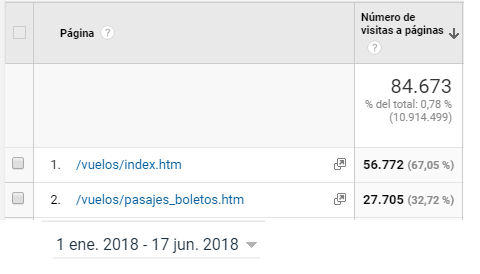 Página ?
Número de
visitas a páginas
?
84.673
% del total: 0,78 %
(10.914.499)
1. /vuelos/index.htm 56.772 (67,05 %)
2. /vuelos/pasajes_boletos.htm 27.705 (32,72 %)
1 ene. 2018 - 17 jun. 2018